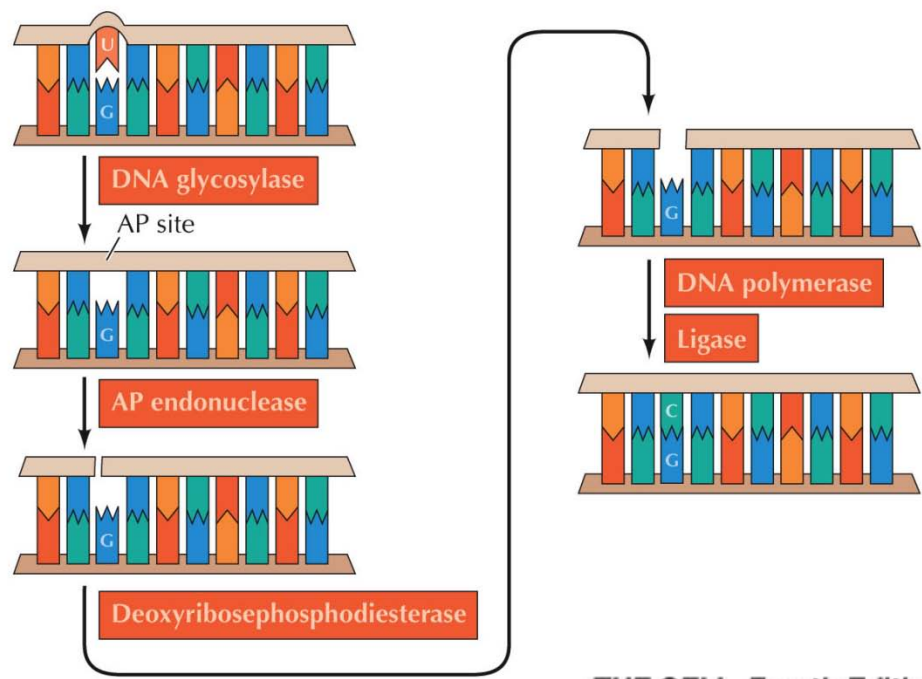 U
G
DNA glycosylase
AP site
G
AP endonuclease
G
Deoxyribosephosphodiesterase
G
DNA polymerase
Ligase
C
G